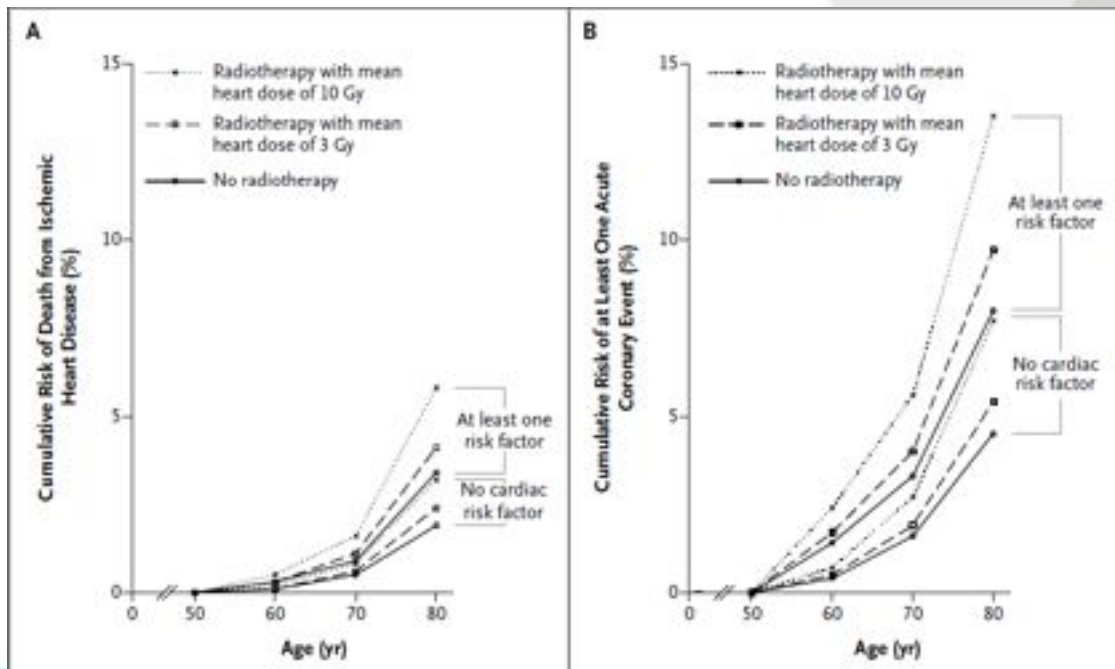 A
15
10
5
0
Cumulative Risk of Death from Ischemic
Heart Disease (%)
Radiotherapy with mean
heart dose of 10 Gy
Radiotherapy with mean
heart dose of 3 Gy
No radiotherapy
At least one
risk factor
No cardiac
risk factor
0 50 60 70 80
Age (yr)
B
15
10
5
0
Cumulative Risk of at Least One Acute
Coronary Event (%)
Radiotherapy with mean
heart dose of 10 Gy
Radiotherapy with mean
heart dose of 3 Gy
No radiotherapy
At least one
risk factor
No cardiac
risk factor
0 50 60 70 80
Age (yr)